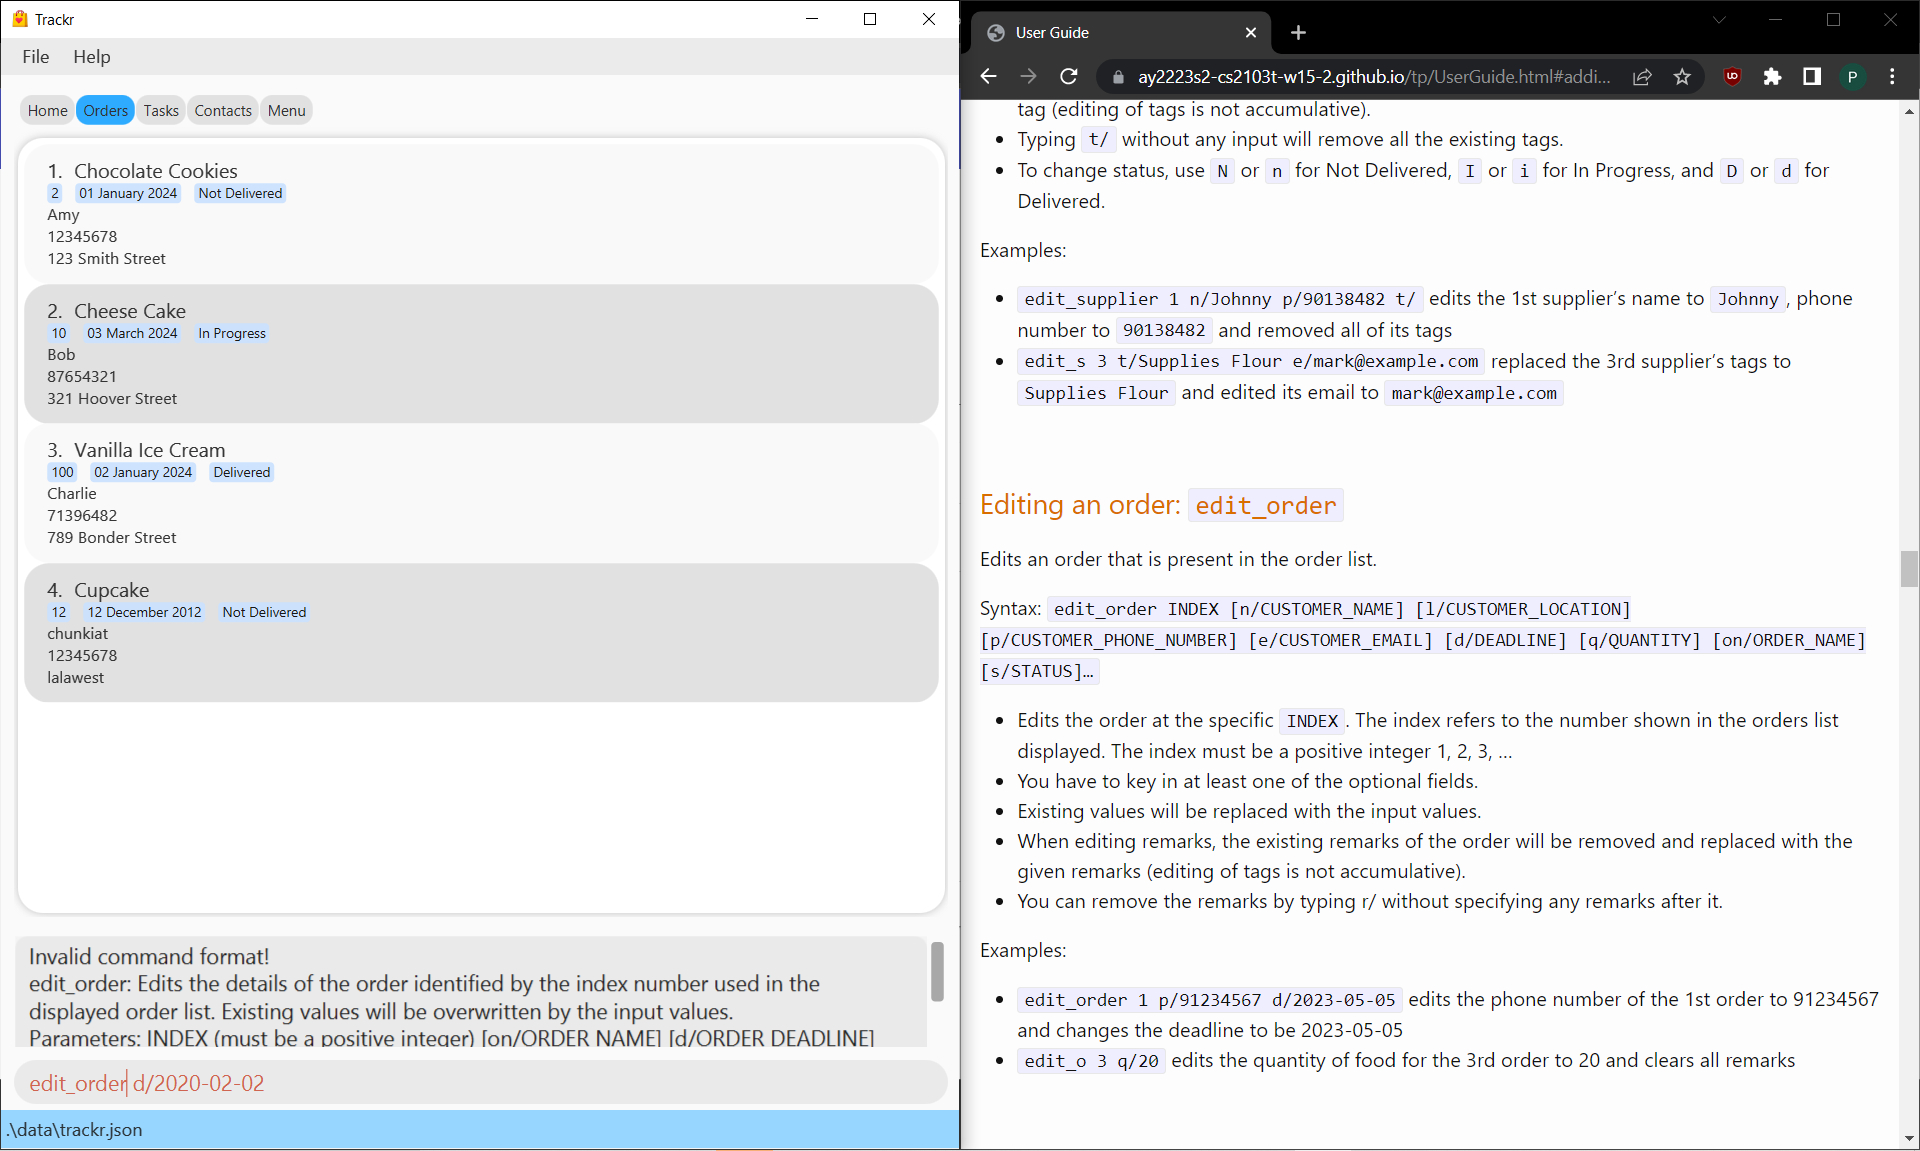 Trackr
File Help
Home Orders Tasks Contacts Menu
1. Chocolate Cookies
2 01 January 2024 Not Delivered
Amy
12345678
123 Smith Street
2. Cheese Cake
10 03 March 2024 In Progress
Bob
87654321
321 Hoover Street
3. Vanilla Ice Cream
100 02 January 2024 Delivered
Charlie
71396482
789 Bonder Street
4. Cupcake
12 12 December 2012 Not Delivered
chunkiat
12345678
lalawest
Invalid command format!
edit_order: Edits the details of the order identified by the index number used in the
displayed order list. Existing values will be overwritten by the input values.
Parameters: INDEX (must be a positive integer) [on/ORDER NAME] [d/ORDER DEADLINE]
edit_order d/2020-02-02
.\data\trackr.json
User Guide
ay2223s2-cs2103t-w15-2.github.io/tp/UserGuide.html#addi...
P
tag (editing of tags is not accumulative).
• Typing t/ without any input will remove all the existing tags.
• To change status, use N or n for Not Delivered, I or i for In Progress, and D or d for
Delivered.
Examples:
• edit_supplier 1 n/Johnny p/90138482 t/ edits the 1st supplier’s name to Johnny, phone
number to 90138482 and removed all of its tags
• edit_s 3 t/Supplies Flour e/mark@example.com replaced the 3rd supplier’s tags to
Supplies Flour and edited its email to mark@example.com
Editing an order: edit_order
Edits an order that is present in the order list.
Syntax: edit_order INDEX [n/CUSTOMER_NAME] [l/CUSTOMER_LOCATION]
[p/CUSTOMER_PHONE_NUMBER] [e/CUSTOMER_EMAIL] [d/DEADLINE] [q/QUANTITY] [on/ORDER_NAME]
[s/STATUS]…
• Edits the order at the specific INDEX. The index refers to the number shown in the orders list
displayed. The index must be a positive integer 1, 2, 3, …
• You have to key in at least one of the optional fields.
• Existing values will be replaced with the input values.
• When editing remarks, the existing remarks of the order will be removed and replaced with the
given remarks (editing of tags is not accumulative).
• You can remove the remarks by typing r/ without specifying any remarks after it.
Examples:
• edit_order 1 p/91234567 d/2023-05-05 edits the phone number of the 1st order to 91234567
and changes the deadline to be 2023-05-05
• edit_o 3 q/20 edits the quantity of food for the 3rd order to 20 and clears all remarks